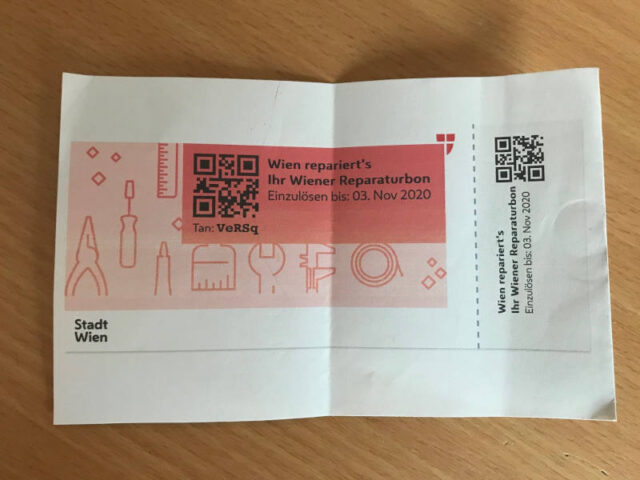 Wien repariert's
Ihr Wiener Reparaturbon
Einzulösen bis: 03. Nov 2020
Tan: VeRSq
Stadt
Wien
Wien repariert's
Ihr Wiener Reparaturbon
Einzulösen bis: 03. Nov 2020